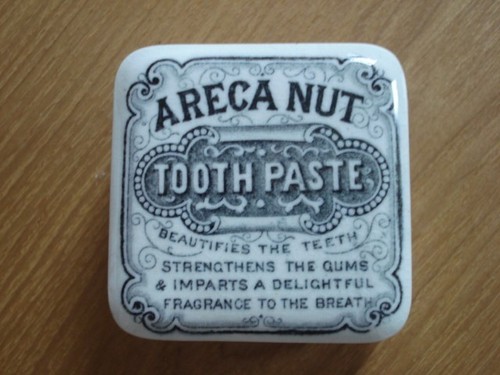 ARECA NUT
TOOTH PASTE
BEAUTIFIES THE TEETH
STRENGTHENS THE GUMS
& IMPARTS A DELIGHTFUL
FRAGRANCE TO THE BREATH